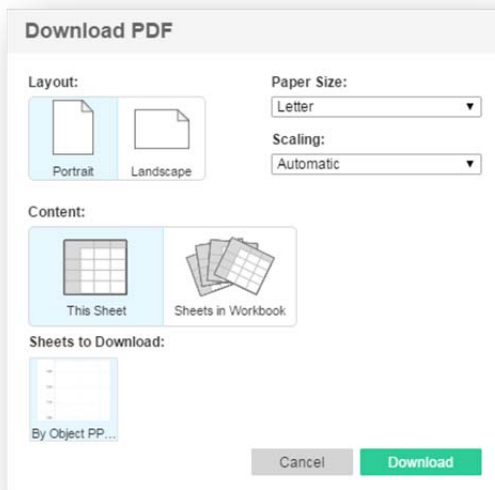 Download PDF
Layout:
Paper Size:
Portrait
Landscape
Letter
Scaling:
Automatic
Content:
This Sheet
Sheets in Workbook
Sheets to Download:
By Object PP...
Cancel
Download